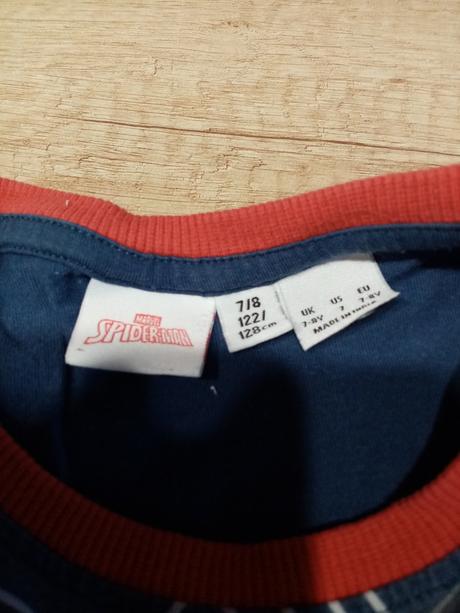 MARVEL
SPIDER-MAN
7/8
122/
128cm
UK US EU
7-8Y 7 7-8Y
MADE IN INDIA